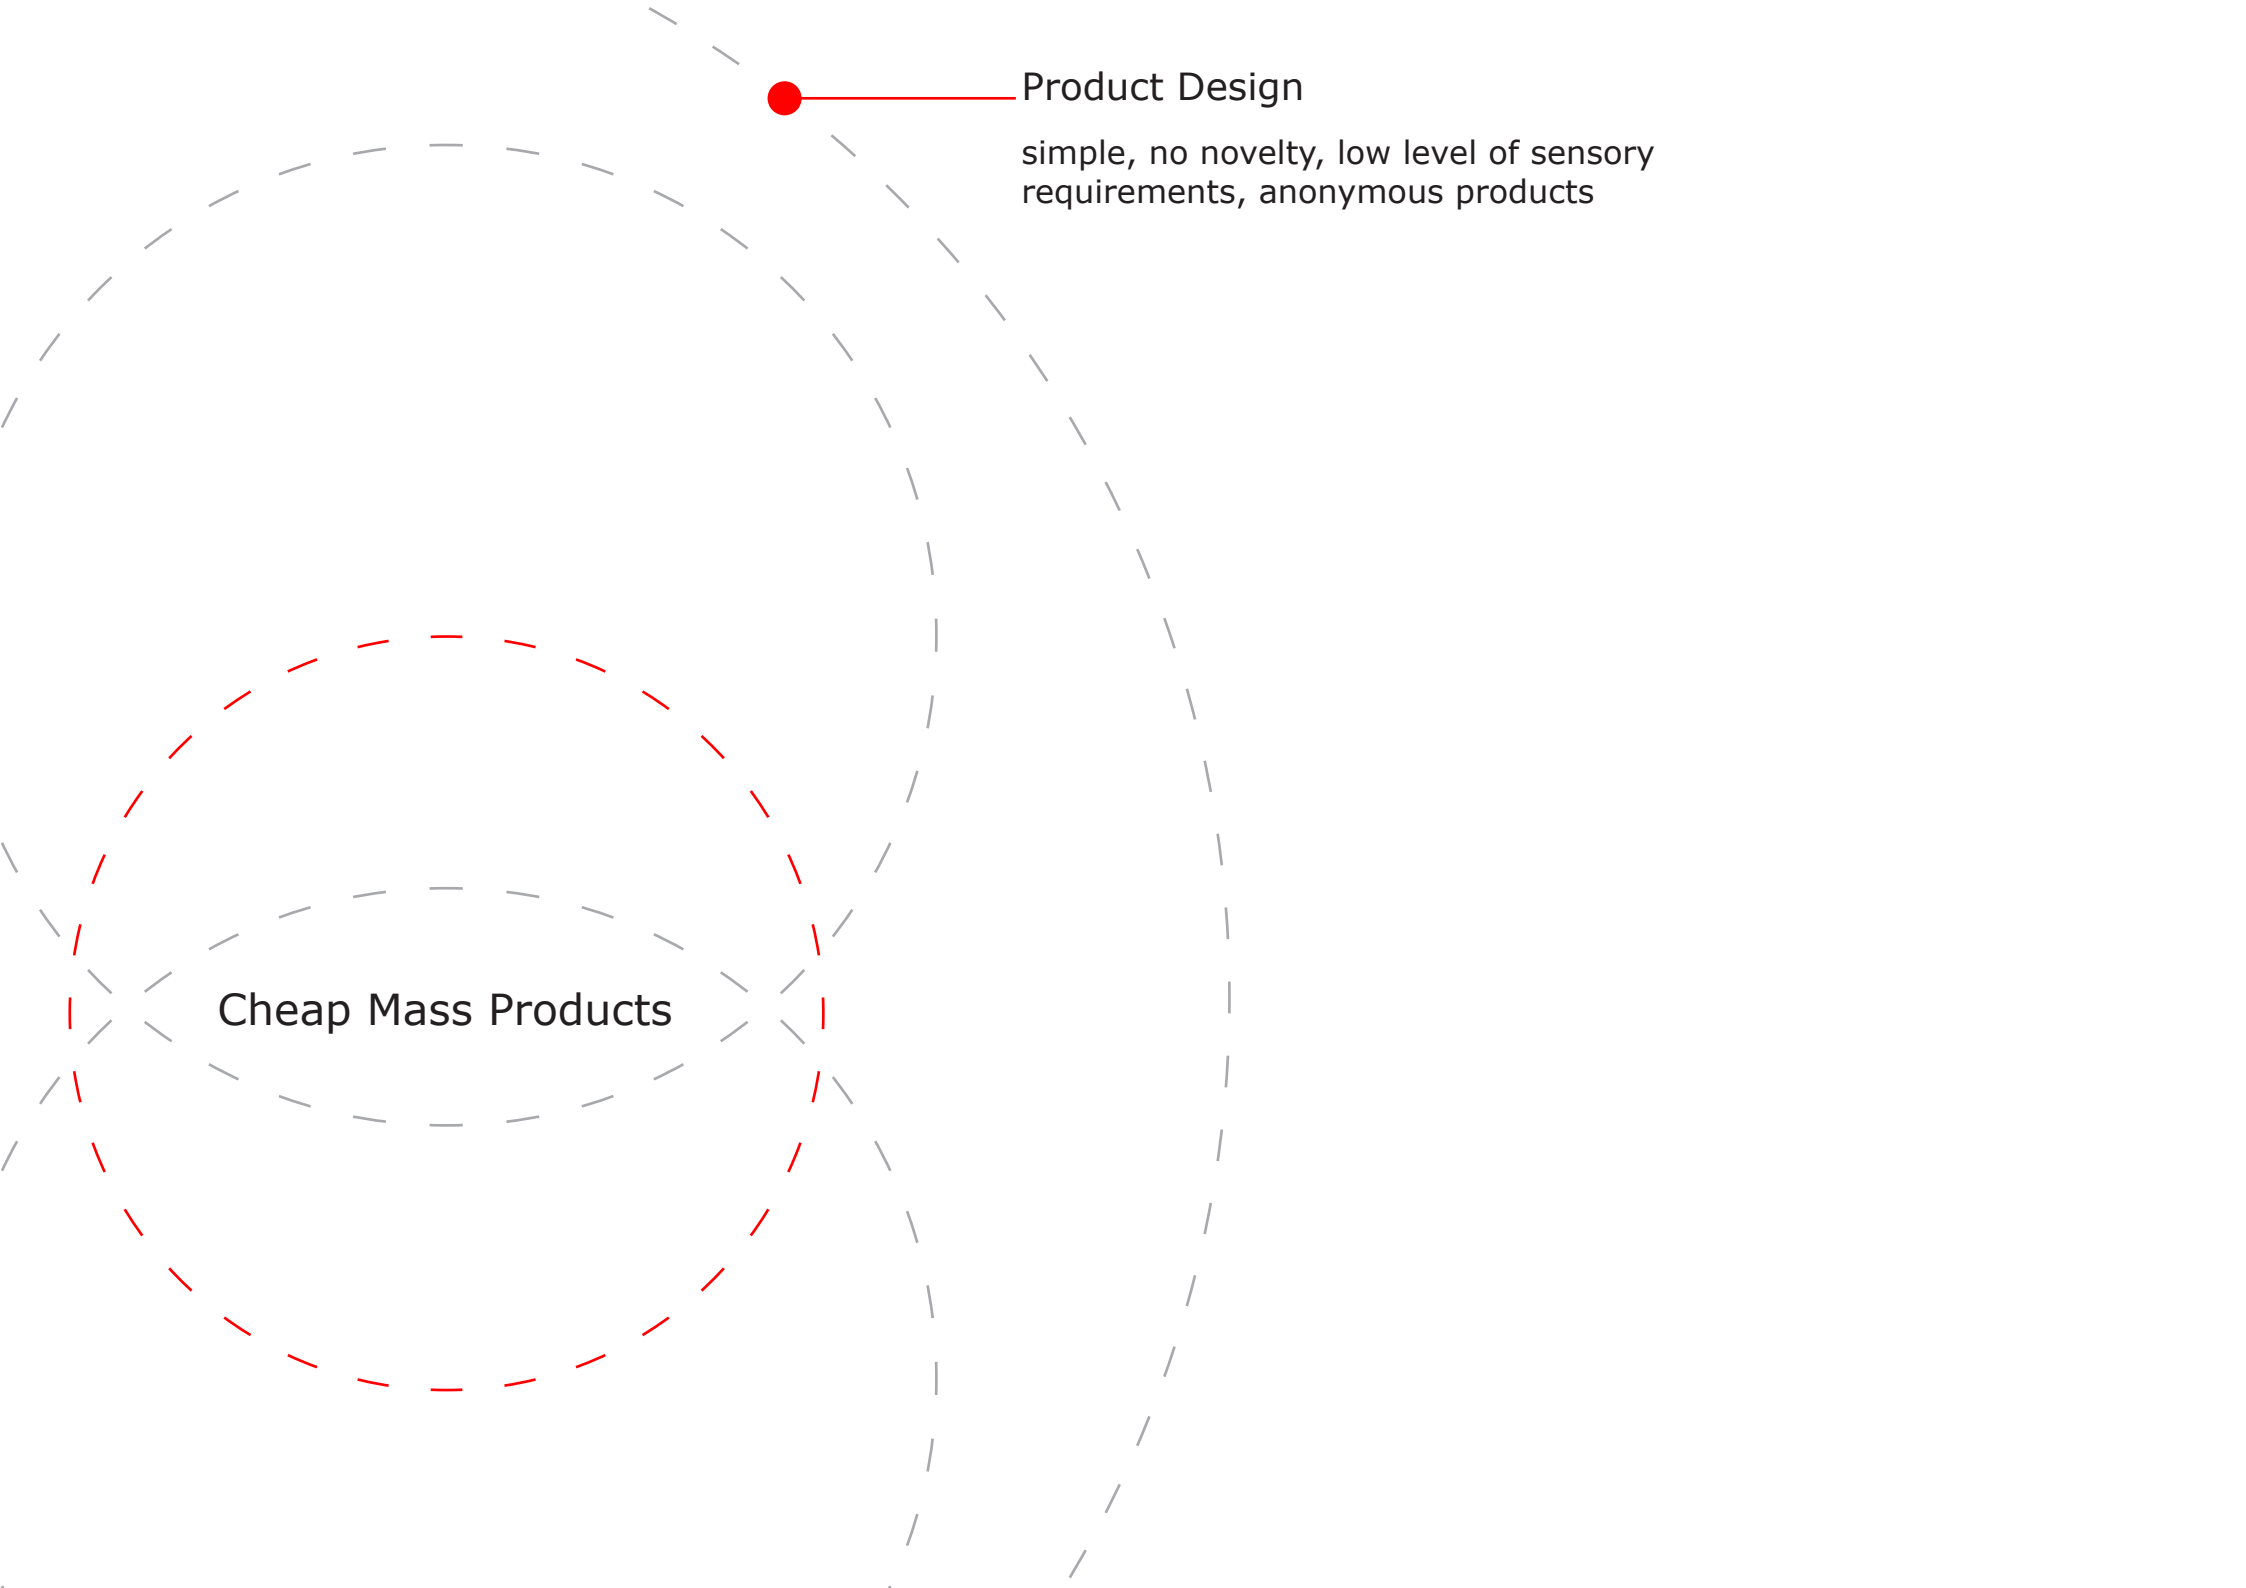 Product Design
simple, no novelty, low level of sensory
requirements, anonymous products
Cheap Mass Products